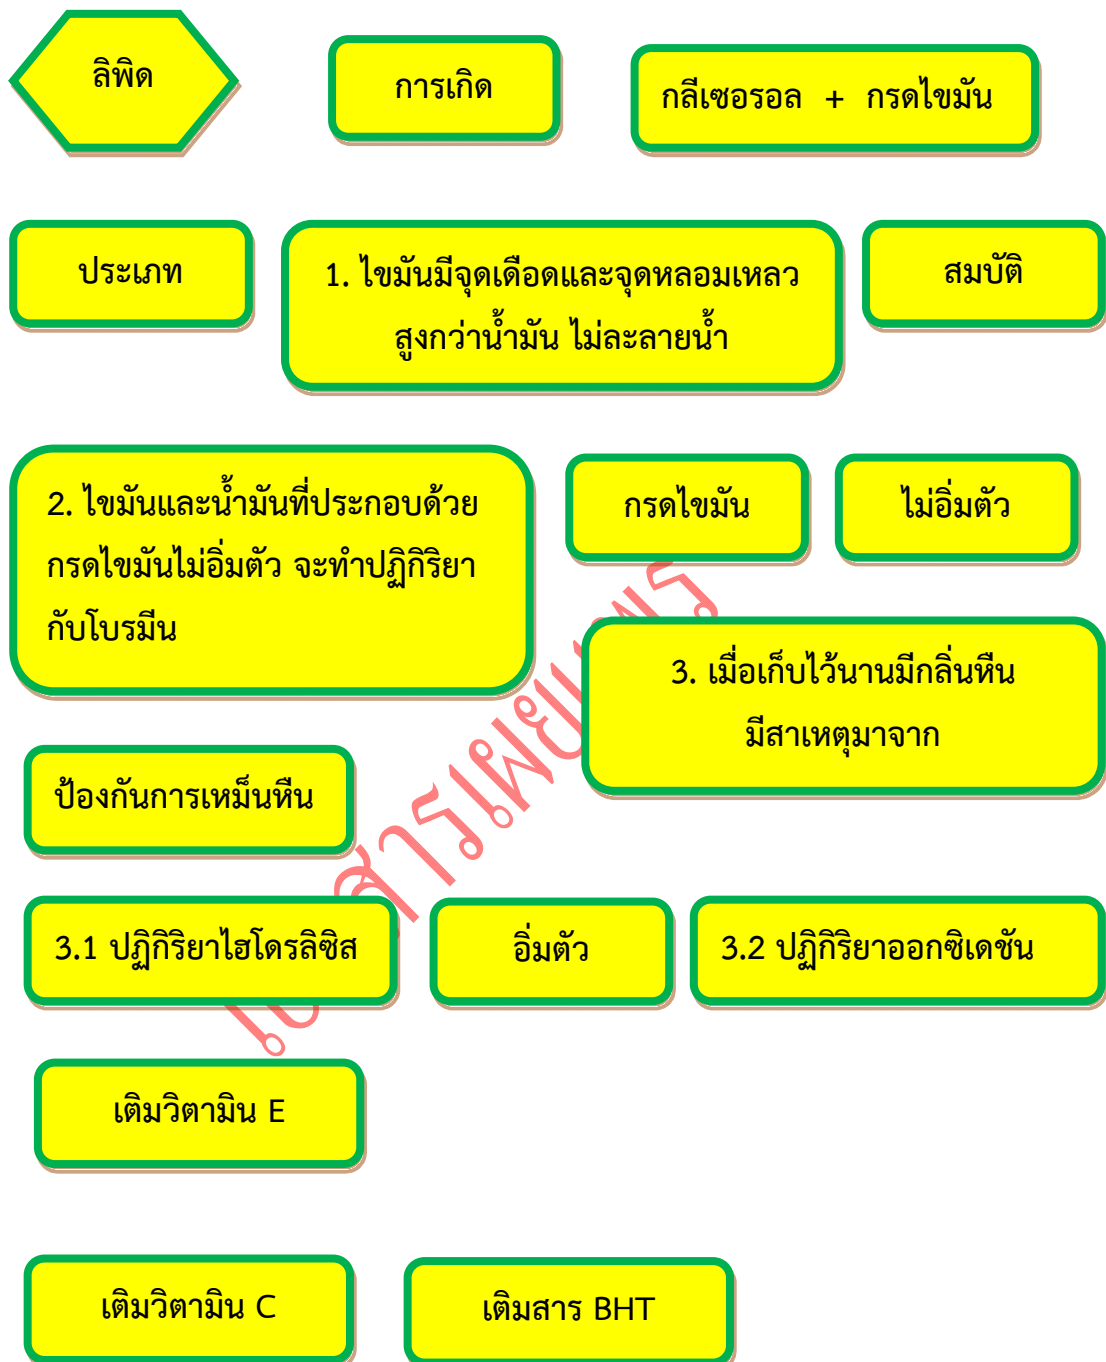 ลิพิด
การเกิด
กลีเซอรอล + กรดไขมัน
ประเภท
1. ไขมันมีจุดเดือดและจุดหลอมเหลว
สูงกว่าน้ำมัน ไม่ละลายน้ำ
สมบัติ
2. ไขมันและน้ำมันที่ประกอบด้วย
กรดไขมันไม่อิ่มตัว จะทำปฏิกิริยา
กับโบรมีน
กรดไขมัน
ไม่อิ่มตัว
3. เมื่อเก็บไว้นานมีกลิ่นหืน
มีสาเหตุมาจาก
ป้องกันการเหม็นหืน
3.1 ปฏิกิริยาไฮโดรลิซิส
อิ่มตัว
3.2 ปฏิกิริยาออกซิเดชัน
เติมวิตามิน E
เติมวิตามิน C
เติมสาร BHT